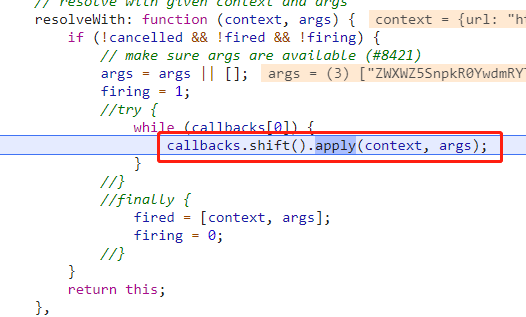 // resolve with given context and args
resolveWith: function (context, args) { context = {url: "ht
if (!cancelled && !fired && !firing) {
// make sure args are available (#8421)
args = args || []; args = (3) ["ZWXWZ5SnpkR0YwdmRY
firing = 1;
//try {
while (callbacks[0]) {
callbacks.shift().apply(context, args);
}
//}
//finally {
fired = [context, args];
firing = 0;
//}
}
return this;
},